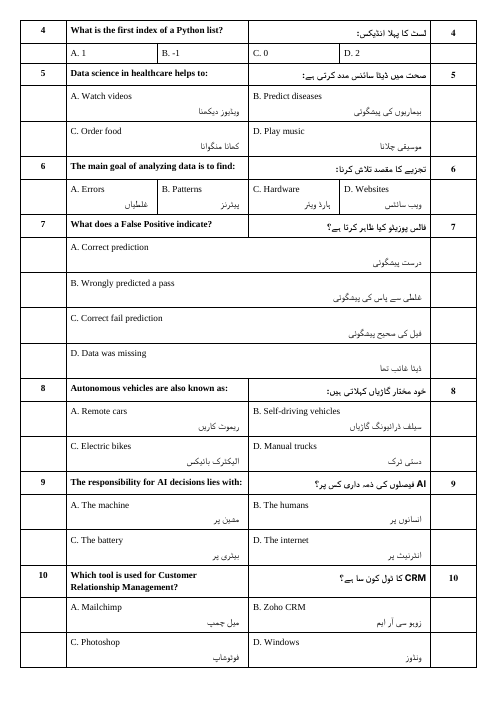 4 What is the first index of a Python list? لسٹ کا پہلا انڈیکس: 4
A. 1 B. -1 C. 0 D. 2
5 Data science in healthcare helps to: صحت میں ڈیٹا سائنس مدد کرتی ہے: 5
A. Watch videos B. Predict diseases
ویڈیوز دیکھنا بیماریوں کی پیشگوئی
C. Order food D. Play music
کھانا منگوانا موسیقی چلانا
6 The main goal of analyzing data is to find: تجزیے کا مقصد تلاش کرنا: 6
A. Errors B. Patterns C. Hardware D. Websites
غلطیاں پیٹرنز ہارڈ ویئر ویب سائٹس
7 What does a False Positive indicate? فالس پوزیٹو کیا ظاہر کرتا ہے؟ 7
A. Correct prediction
درست پیشگوئی
B. Wrongly predicted a pass
غلطی سے پاس کی پیشگوئی
C. Correct fail prediction
فیل کی صحیح پیشگوئی
D. Data was missing
ڈیٹا غائب تھا
8 Autonomous vehicles are also known as: خود مختار گاڑیاں کہلاتی ہیں: 8
A. Remote cars B. Self-driving vehicles
ریموٹ کاریں سیلف ڈرائیونگ گاڑیاں
C. Electric bikes D. Manual trucks
الیکٹرک بائیکس دستی ٹرک
9 The responsibility for AI decisions lies with: AI فیصلوں کی ذمہ داری کس پر؟ 9
A. The machine B. The humans
مشین پر انسانوں پر
C. The battery D. The internet
بیٹری پر انٹرنیٹ پر
10 Which tool is used for Customer CRM کا ٹول کون سا ہے؟ 10
Relationship Management?
A. Mailchimp B. Zoho CRM
میل چمپ زوہو سی آر ایم
C. Photoshop D. Windows
فوٹوشاپ ونڈوز